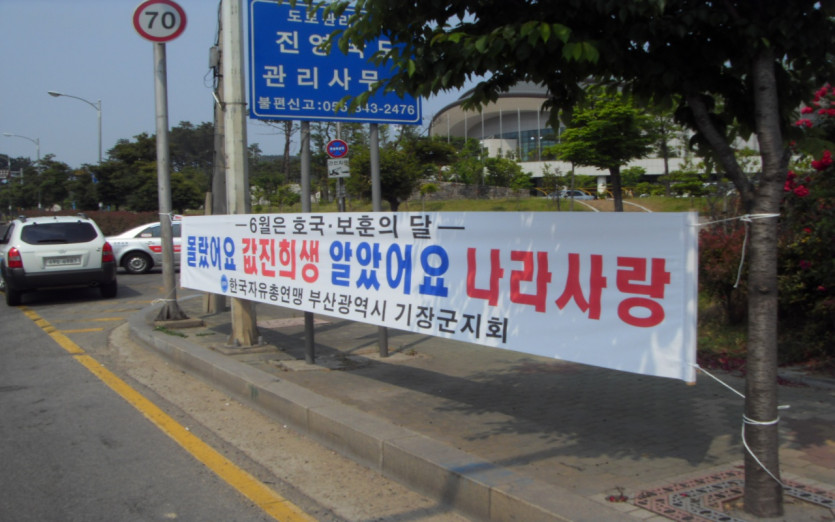 70
도로관리
진영국도
관리사무
불편신고:055-343-2476
—6월은 호국·보훈의 달—
몰랐어요 값진희생 알았어요 나라사랑
한국자유총연맹 부산광역시 기장군지회